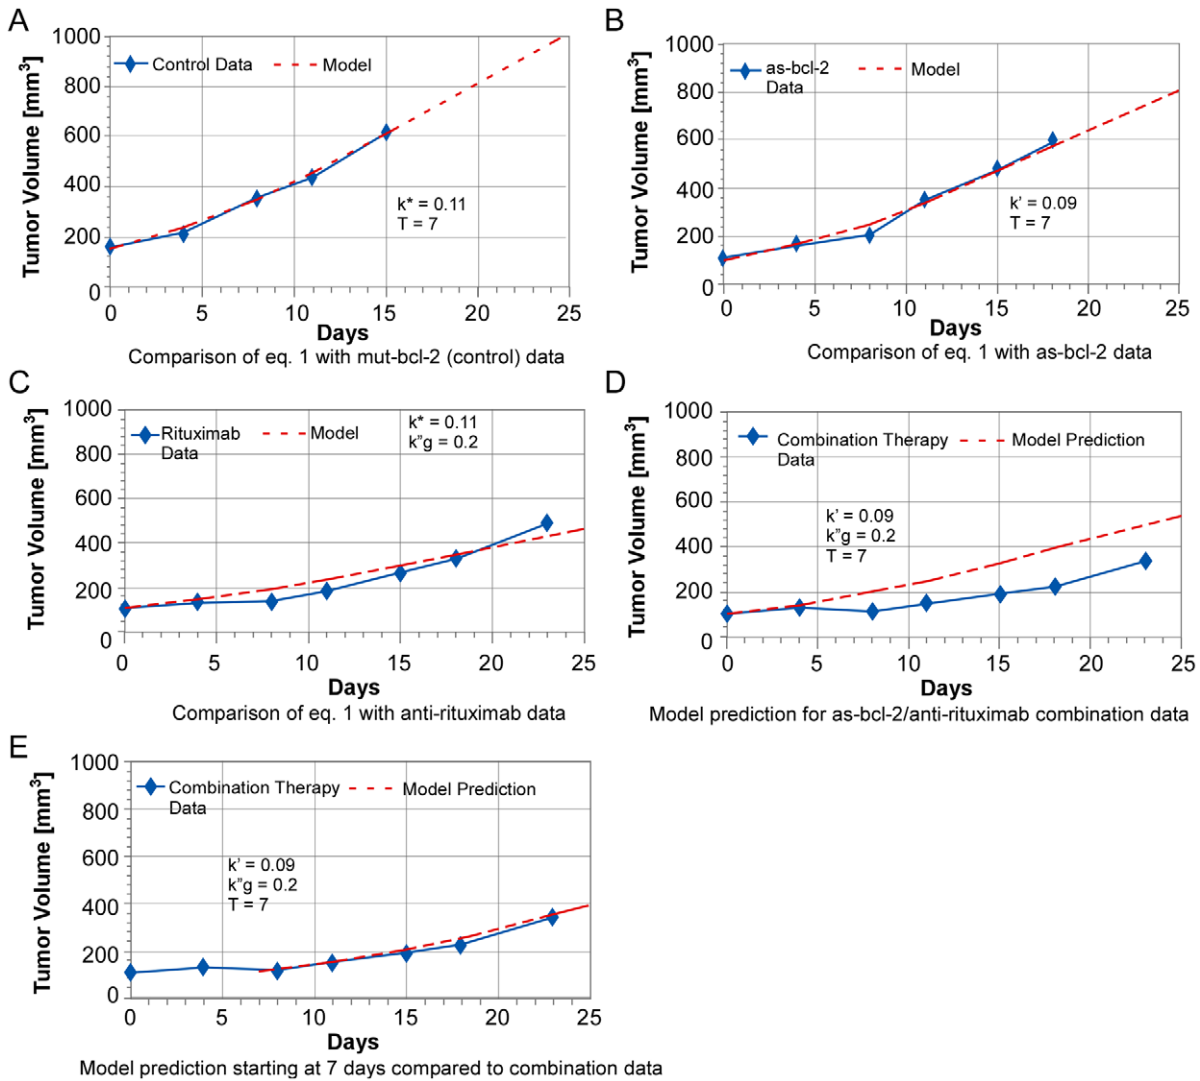 A
Tumor Volume [mm3]
1000
800
600
400
200
0
Control Data
Model
k* = 0.11
T = 7
0 5 10 15 20 25
Days
Comparison of eq. 1 with mut-bcl-2 (control) data
B
Tumor Volume [mm3]
1000
800
600
400
200
0
as-bcl-2
Data
Model
k' = 0.09
T = 7
0 5 10 15 20 25
Days
Comparison of eq. 1 with as-bcl-2 data
C
Tumor Volume [mm3]
1000
800
600
400
200
0
Rituximab
Data
Model
k* = 0.11
k"g = 0.2
0 5 10 15 20 25
Days
Comparison of eq. 1 with anti-rituximab data
D
Tumor Volume [mm3]
1000
800
600
400
200
0
Combination Therapy
Data
Model Prediction
k' = 0.09
k"g = 0.2
T = 7
0 5 10 15 20 25
Days
Model prediction for as-bcl-2/anti-rituximab combination data
E
Tumor Volume [mm3]
1000
800
600
400
200
0
Combination Therapy
Data
Model Prediction
k' = 0.09
k"g = 0.2
T = 7
0 5 10 15 20 25
Days
Model prediction starting at 7 days compared to combination data